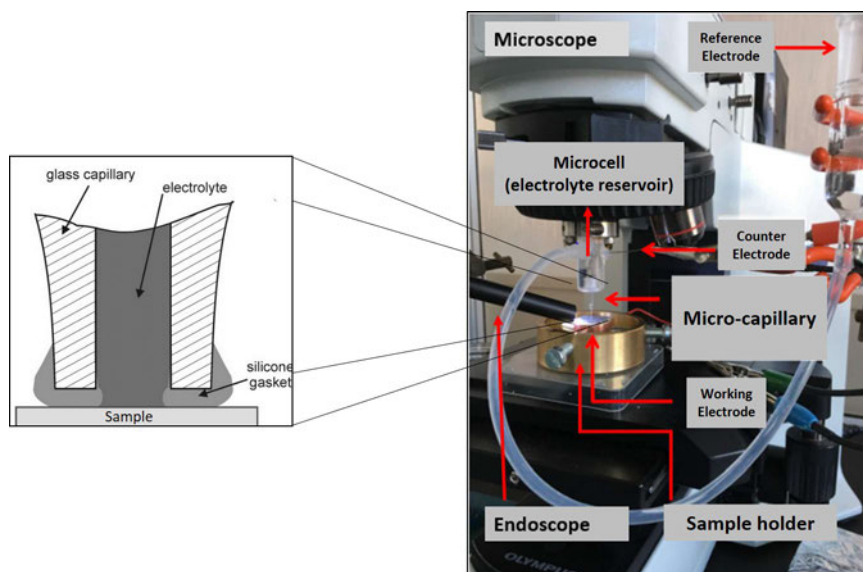 glass capillary
electrolyte
silicone
gasket
Sample
Microscope
Reference
Electrode
Microcell
(electrolyte reservoir)
Counter
Electrode
Micro-capillary
Working
Electrode
Endoscope
Sample holder
OLYMPUS